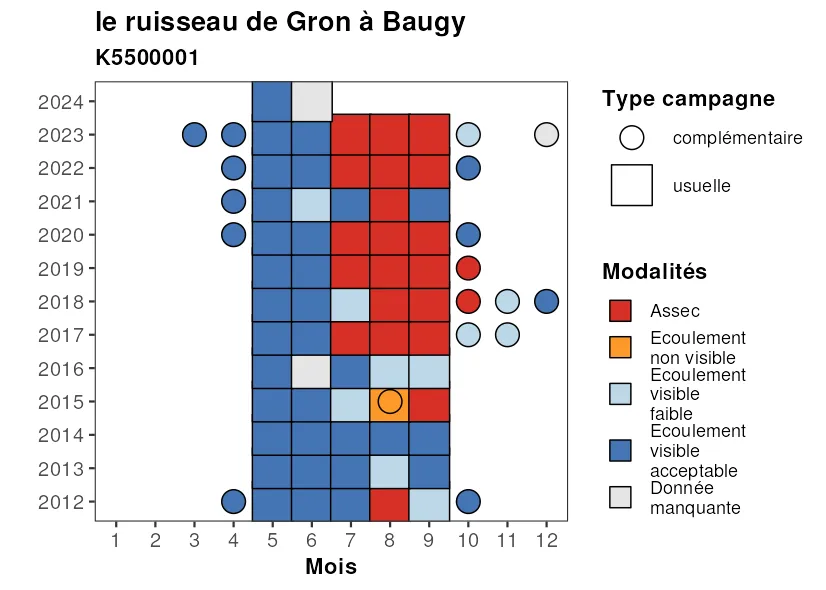 le ruisseau de Gron à Baugy
K5500001
2024
2023
2022
2021
2020
2019
2018
2017
2016
2015
2014
2013
2012
1 2 3 4 5 6 7 8 9 10 11 12
Mois
Type campagne
complémentaire
usuelle
Modalités
Assec
Ecoulement
non visible
Ecoulement
visible
faible
Ecoulement
visible
acceptable
Donnée
manquante